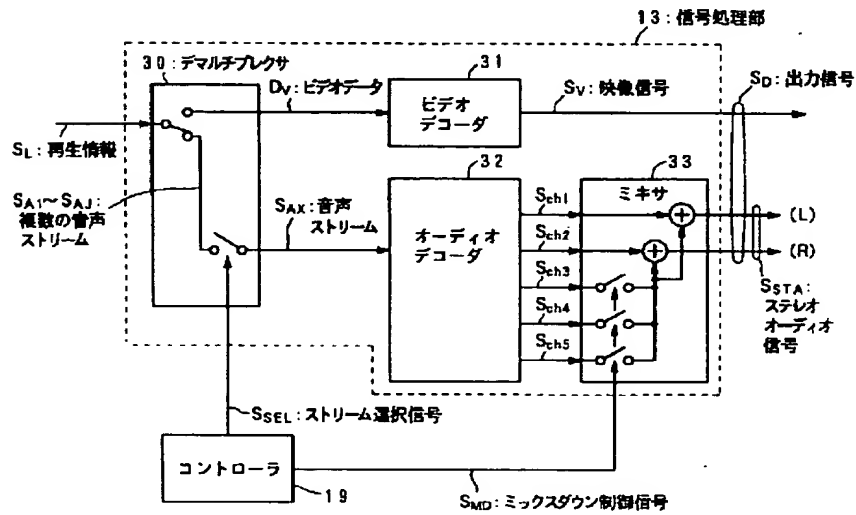 13:信号処理部
30:デマルチプレクサ
31
DV:ビデオデータ
SV:映像信号
SD:出力信号
ビデオ
デコーダ
SL:再生情報
32
33
SA1〜SAJ:
複数の音声
ストリーム
SAX:音声
ストリーム
オーディオ
デコーダ
Sch1
Sch2
Sch3
Sch4
Sch5
ミキサ
(L)
(R)
SSTA:
ステレオ
オーディオ
信号
SSEL:ストリーム選択信号
コントローラ
19
SMD:ミックスダウン制御信号